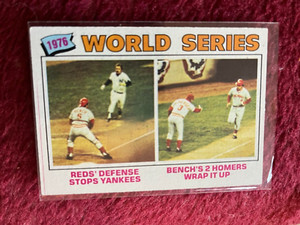 1976 WORLD SERIES
REDS' DEFENSE
STOPS YANKEES
BENCH'S 2 HOMERS
WRAP IT UP